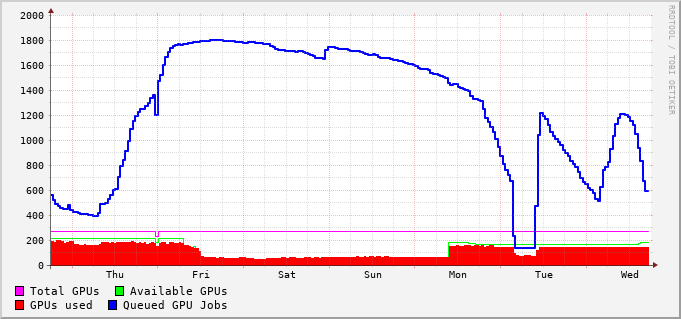 2000
1800
1600
1400
1200
1000
800
600
400
200
0
Thu Fri Sat Sun Mon Tue Wed
Total GPUs Available GPUs
GPUs used Queued GPU Jobs
RRDTOOL / TOBI OETIKER